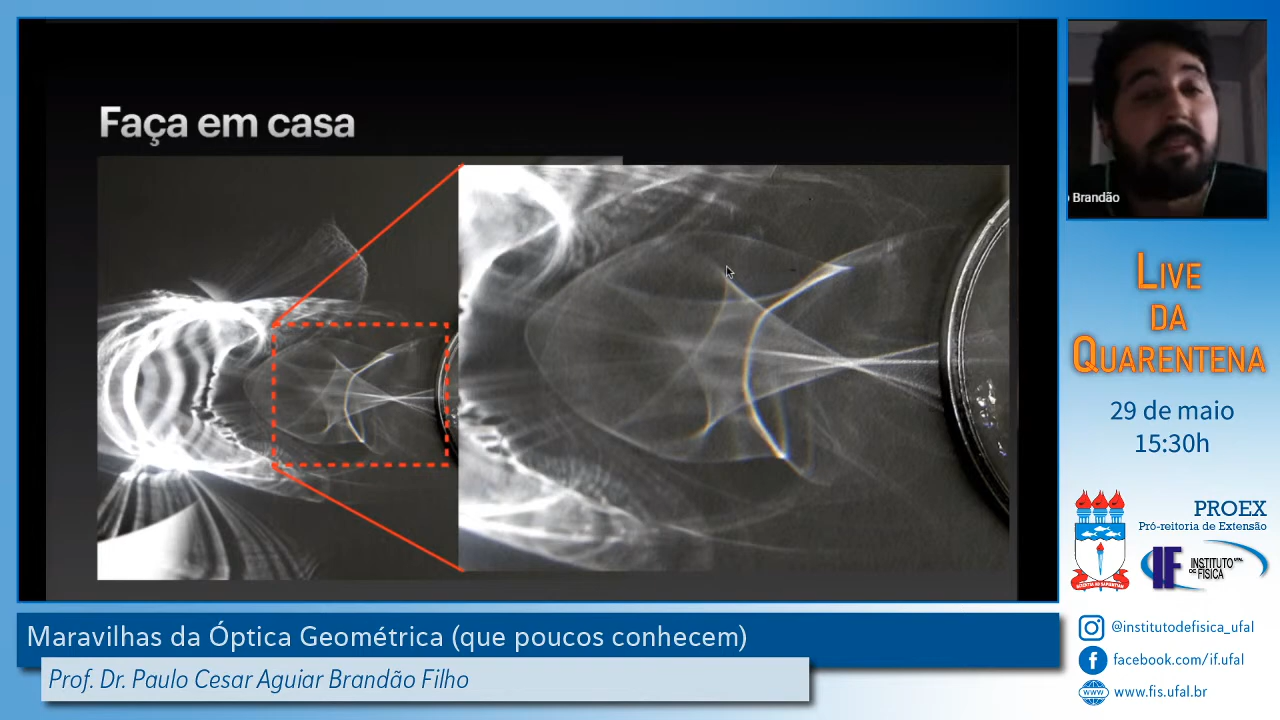 Faça em casa
Brandão
LIVE
DA
QUARENTENA
29 de maio
15:30h
PROEX
Pró-reitoria de Extensão
IF INSTITUTO UFAL
DE FÍSICA
@institutodefisica_ufal
facebook.com/if.ufal
www.fis.ufal.br
Maravilhas da Óptica Geométrica (que poucos conhecem)
Prof. Dr. Paulo Cesar Aguiar Brandão Filho